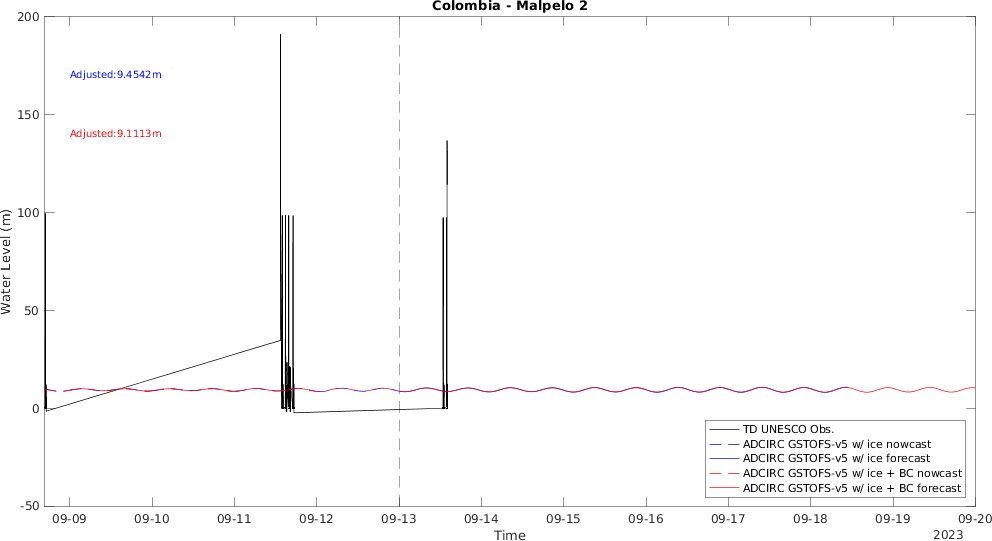 Colombia - Malpelo 2
200
150
100
50
0
-50
Water Level (m)
Adjusted:9.4542m
Adjusted:9.1113m
TD UNESCO Obs.
ADCIRC GSTOFS-v5 w/ ice nowcast
ADCIRC GSTOFS-v5 w/ ice forecast
ADCIRC GSTOFS-v5 w/ ice + BC nowcast
ADCIRC GSTOFS-v5 w/ ice + BC forecast
09-09 09-10 09-11 09-12 09-13 09-14 09-15 09-16 09-17 09-18 09-19 09-20
Time
2023